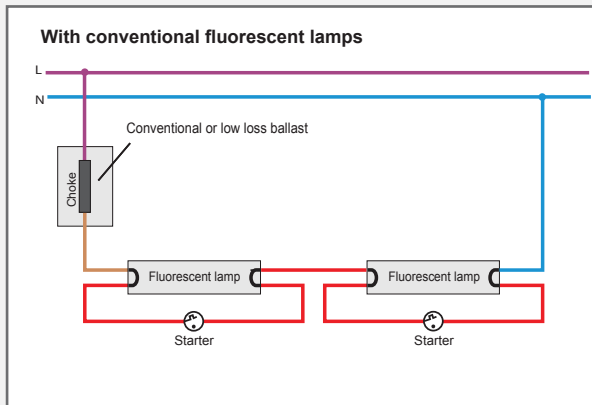 With conventional fluorescent lamps
L
N
Conventional or low loss ballast
Choke
Fluorescent lamp
Fluorescent lamp
Starter
Starter